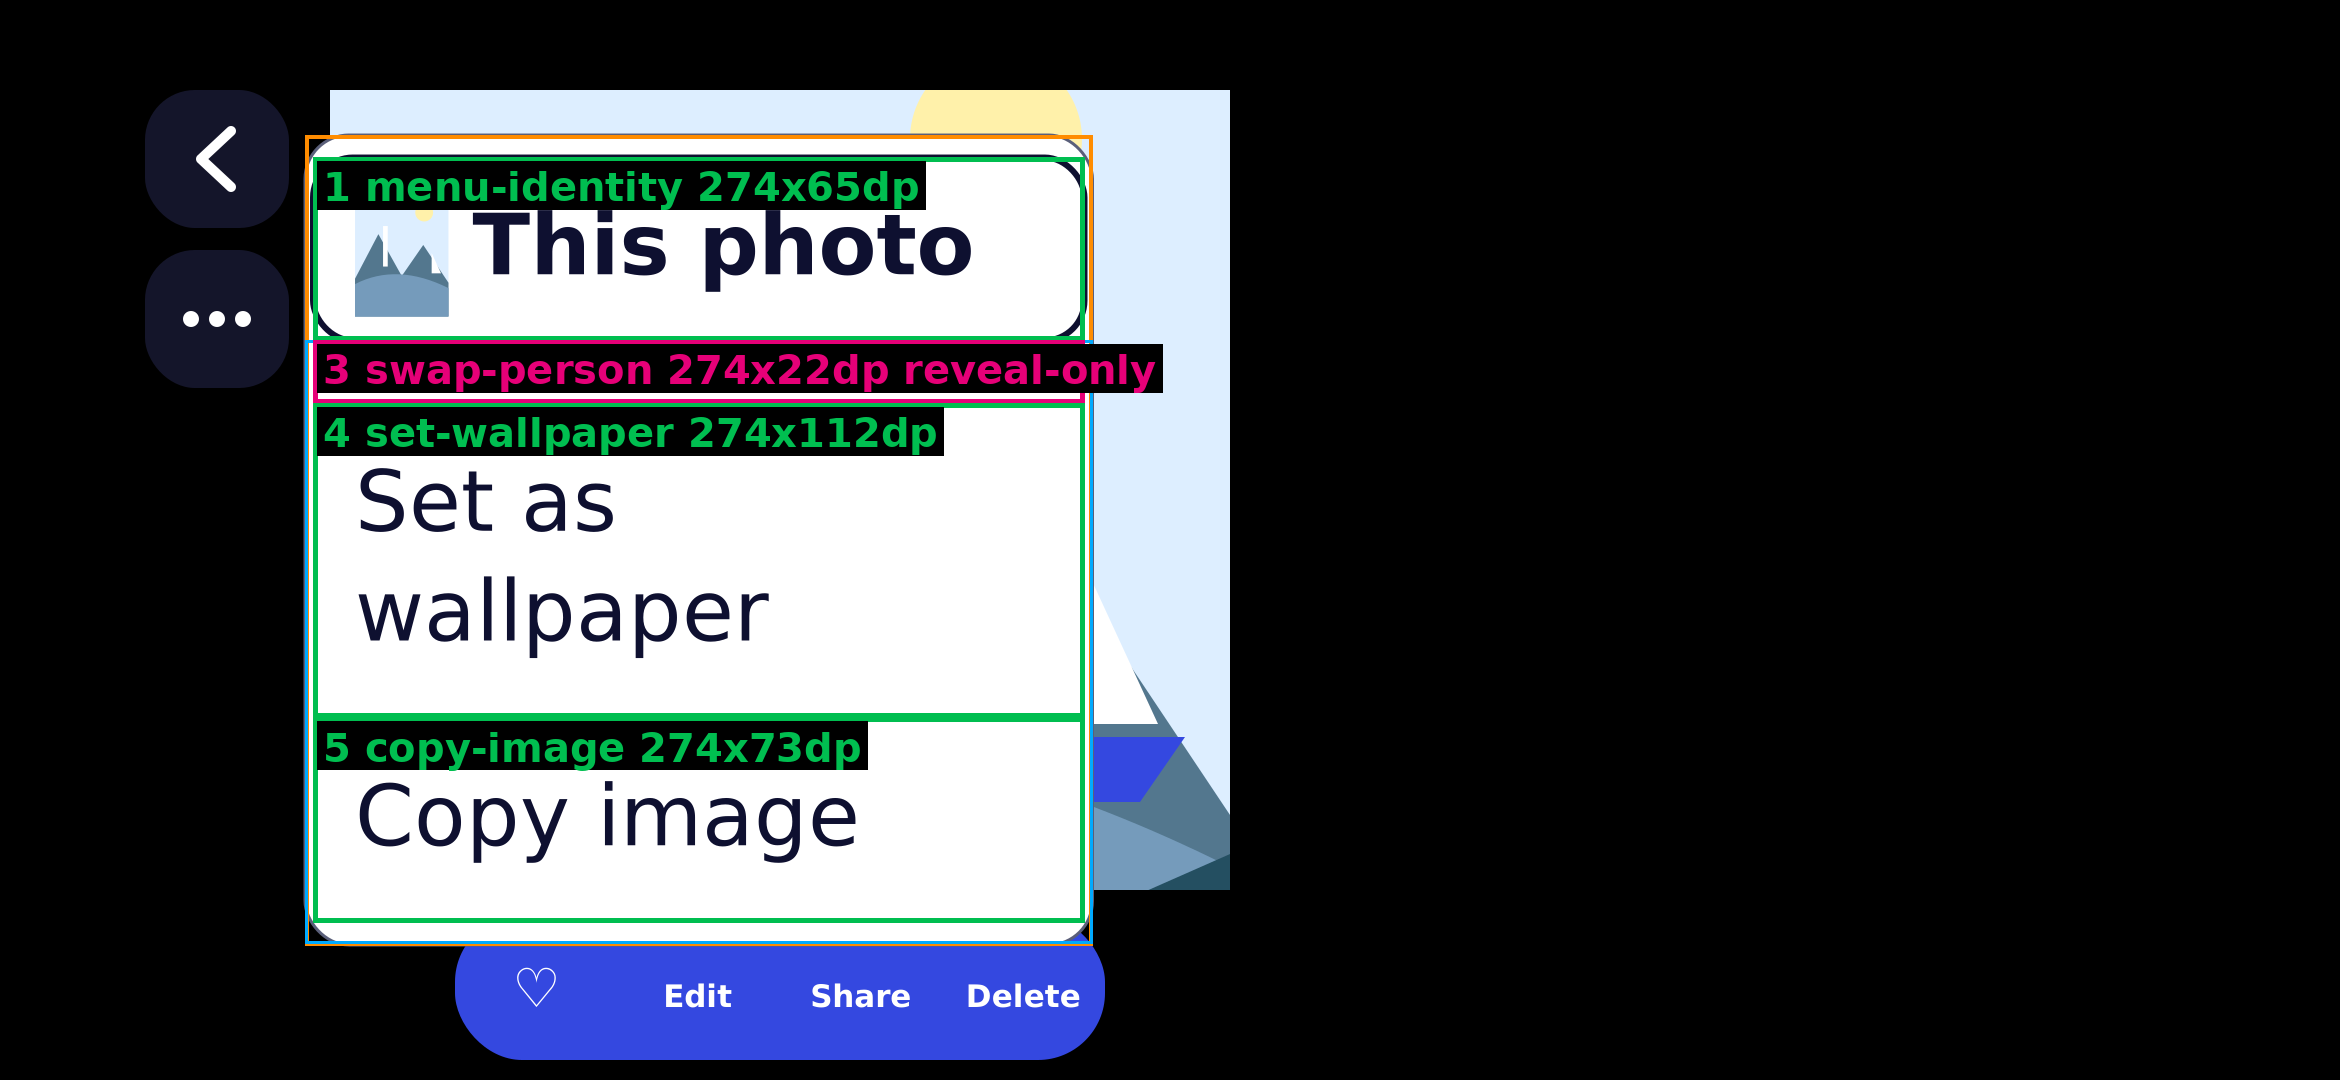 1 menu-identity 274x65dp
This photo
3 swap-person 274x22dp reveal-only
4 set-wallpaper 274x112dp
Set as
wallpaper
5 copy-image 274x73dp
Copy image
♡ Edit Share Delete